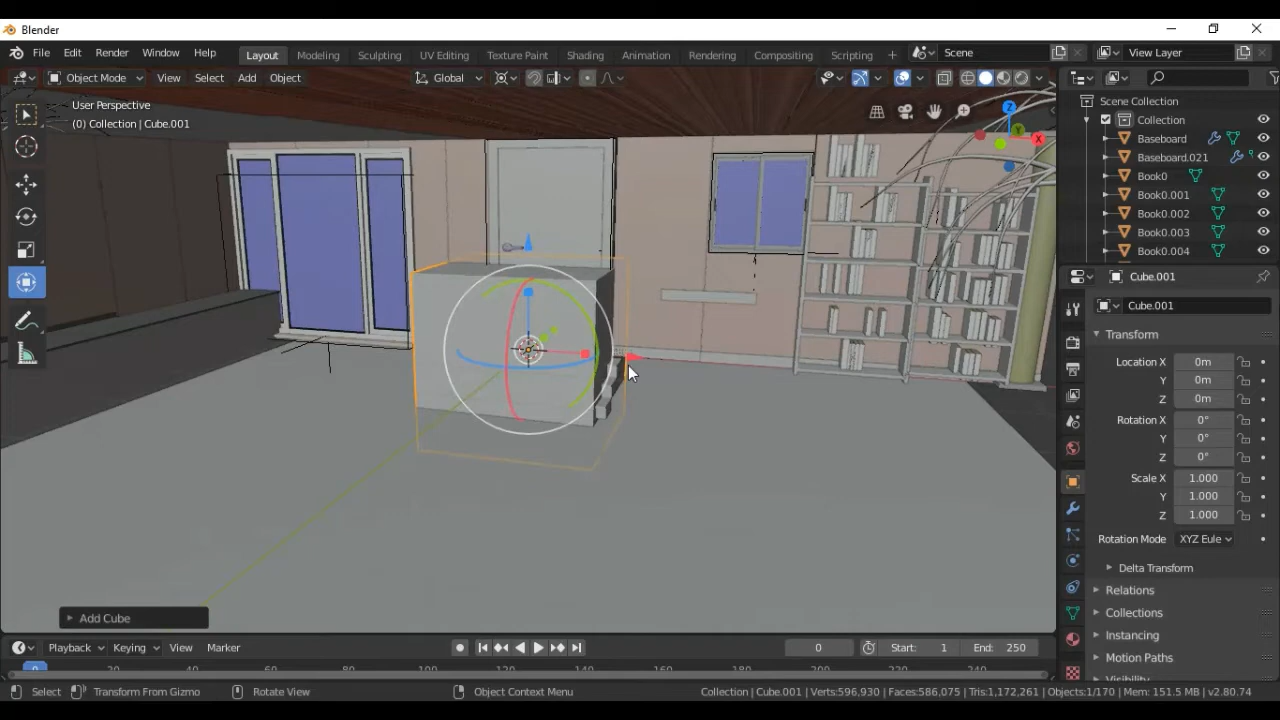 Blender
File Edit Render Window Help
Layout Modeling Sculpting UV Editing Texture Paint Shading Animation Rendering Compositing Scripting + Scene View Layer
Object Mode View Select Add Object Global
User Perspective
(0) Collection | Cube.001
Z
Y
X
Scene Collection
Collection
Baseboard
Baseboard.021
Book0
Book0.001
Book0.002
Book0.003
Book0.004
Cube.001
Cube.001
Transform
Location X 0m
Y 0m
Z 0m
Rotation X 0°
Y 0°
Z 0°
Scale X 1.000
Y 1.000
Z 1.000
Rotation Mode XYZ Eule
Delta Transform
Relations
Collections
Instancing
Motion Paths
Visibility
Add Cube
Playback Keying View Marker 0 Start: 1 End: 250
0 20 40 60 80 100 120 140 160 180 200 220 240
Select Transform From Gizmo Rotate View Object Context Menu Collection | Cube.001 | Verts:596,930 | Faces:586,075 | Tris:1,172,261 | Objects:1/170 | Mem: 151.5 MB | v2.80.74